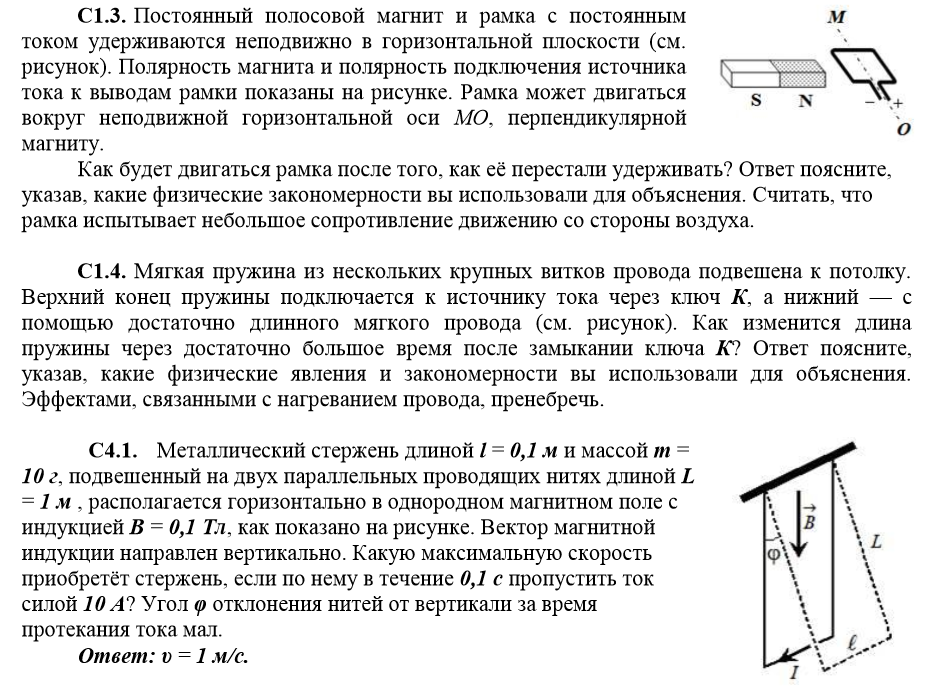 С1.3. Постоянный полосовой магнит и рамка с постоянным
током удерживаются неподвижно в горизонтальной плоскости (см.
рисунок). Полярность магнита и полярность подключения источника
тока к выводам рамки показаны на рисунке. Рамка может двигаться
вокруг неподвижной горизонтальной оси МО, перпендикулярной
магниту.
Как будет двигаться рамка после того, как её перестали удерживать? Ответ поясните,
указав, какие физические закономерности вы использовали для объяснения. Считать, что
рамка испытывает небольшое сопротивление движению со стороны воздуха.
M
S N
− +
O
С1.4. Мягкая пружина из нескольких крупных витков провода подвешена к потолку.
Верхний конец пружины подключается к источнику тока через ключ К, а нижний — с
помощью достаточно длинного мягкого провода (см. рисунок). Как изменится длина
пружины через достаточно большое время после замыкании ключа К? Ответ поясните,
указав, какие физические явления и закономерности вы использовали для объяснения.
Эффектами, связанными с нагреванием провода, пренебречь.
С4.1. Металлический стержень длиной l = 0,1 м и массой m =
10 г, подвешенный на двух параллельных проводящих нитях длиной L
= 1 м , располагается горизонтально в однородном магнитном поле с
индукцией B = 0,1 Тл, как показано на рисунке. Вектор магнитной
индукции направлен вертикально. Какую максимальную скорость
приобретёт стержень, если по нему в течение 0,1 с пропустить ток
силой 10 А? Угол φ отклонения нитей от вертикали за время
протекания тока мал.
Ответ: υ = 1 м/с.
B
φ
L
ℓ
I